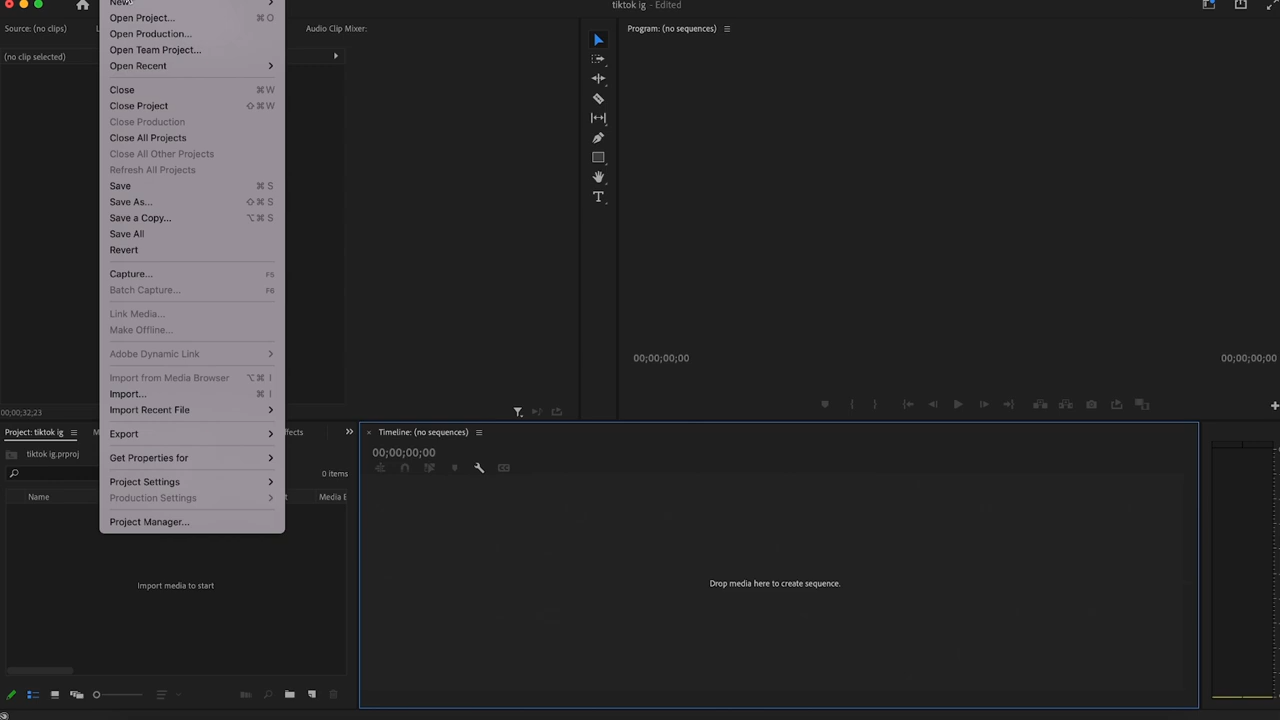 tiktok ig - Edited
New
Open Project... ⌘ O
Open Production...
Open Team Project...
Open Recent
Close ⌘ W
Close Project ⇧ ⌘ W
Close Production
Close All Projects
Close All Other Projects
Refresh All Projects
Save ⌘ S
Save As... ⇧ ⌘ S
Save a Copy... ⌥ ⌘ S
Save All
Revert
Capture... F5
Batch Capture... F6
Link Media...
Make Offline...
Adobe Dynamic Link
Import from Media Browser ⌥ ⌘ I
Import... ⌘ I
Import Recent File
Export
Get Properties for
Project Settings
Production Settings
Project Manager...
Source: (no clips)
Audio Clip Mixer:
(no clip selected)
00;00;32;23
Program: (no sequences)
00;00;00;00
00;00;00;00
Project: tiktok ig
tiktok ig.prproj
0 items
Name
Media
Import media to start
Timeline: (no sequences)
00;00;00;00
Drop media here to create sequence.